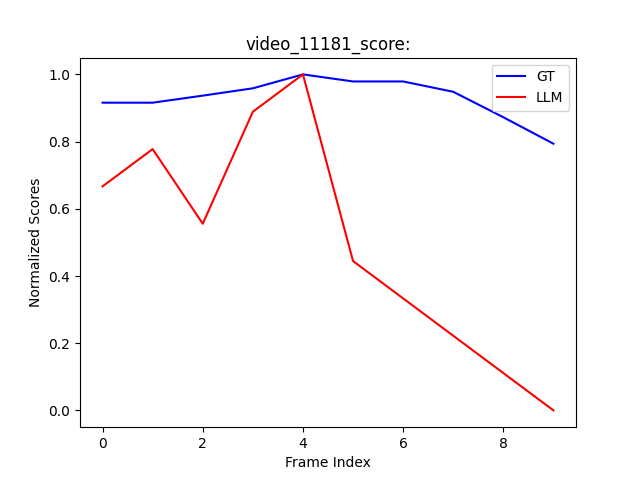 video_11181_score:
GT
LLM
1.0
0.8
0.6
0.4
0.2
0.0
Normalized Scores
0 2 4 6 8
Frame Index